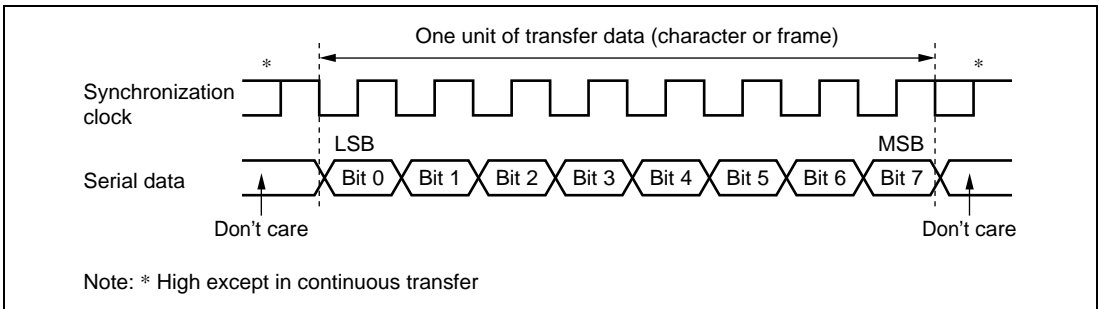 One unit of transfer data (character or frame)
* *
Synchronization
clock
LSB MSB
Serial data Bit 0 Bit 1 Bit 2 Bit 3 Bit 4 Bit 5 Bit 6 Bit 7
Don't care Don't care
Note: * High except in continuous transfer